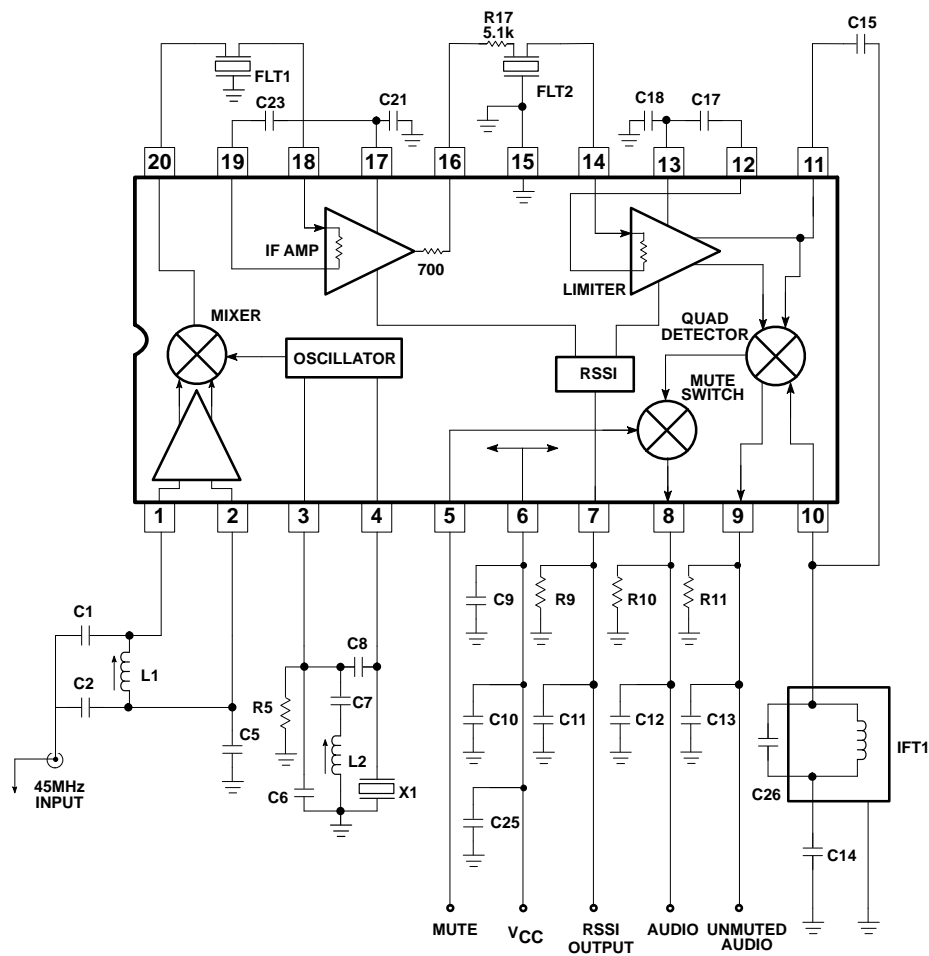 R17
5.1k
C15
FLT1
FLT2
C23
C21
C18
C17
20
19
18
17
16
15
14
13
12
11
IF AMP
700
LIMITER
MIXER
QUAD
DETECTOR
OSCILLATOR
RSSI
MUTE
SWITCH
1
2
3
4
5
6
7
8
9
10
C9
R9
R10
R11
C1
L1
C8
C2
R5
C7
C5
C10
C11
C12
C13
L2
IFT1
45MHz
INPUT
C6
X1
C26
C25
C14
MUTE
VCC
RSSI
OUTPUT
AUDIO
UNMUTED
AUDIO